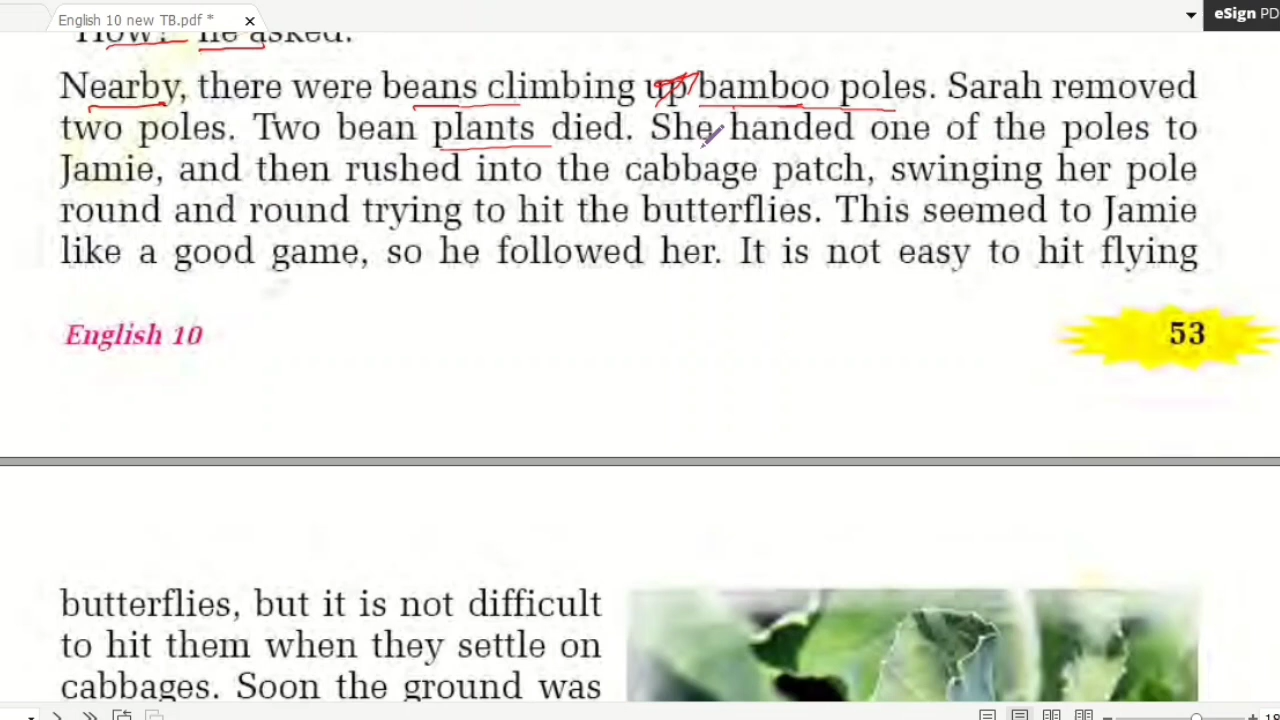 English 10 new TB.pdf *
eSign PD
"How?" he asked.
Nearby, there were beans climbing up bamboo poles. Sarah removed
two poles. Two bean plants died. She handed one of the poles to
Jamie, and then rushed into the cabbage patch, swinging her pole
round and round trying to hit the butterflies. This seemed to Jamie
like a good game, so he followed her. It is not easy to hit flying
English 10
53
butterflies, but it is not difficult
to hit them when they settle on
cabbages. Soon the ground was